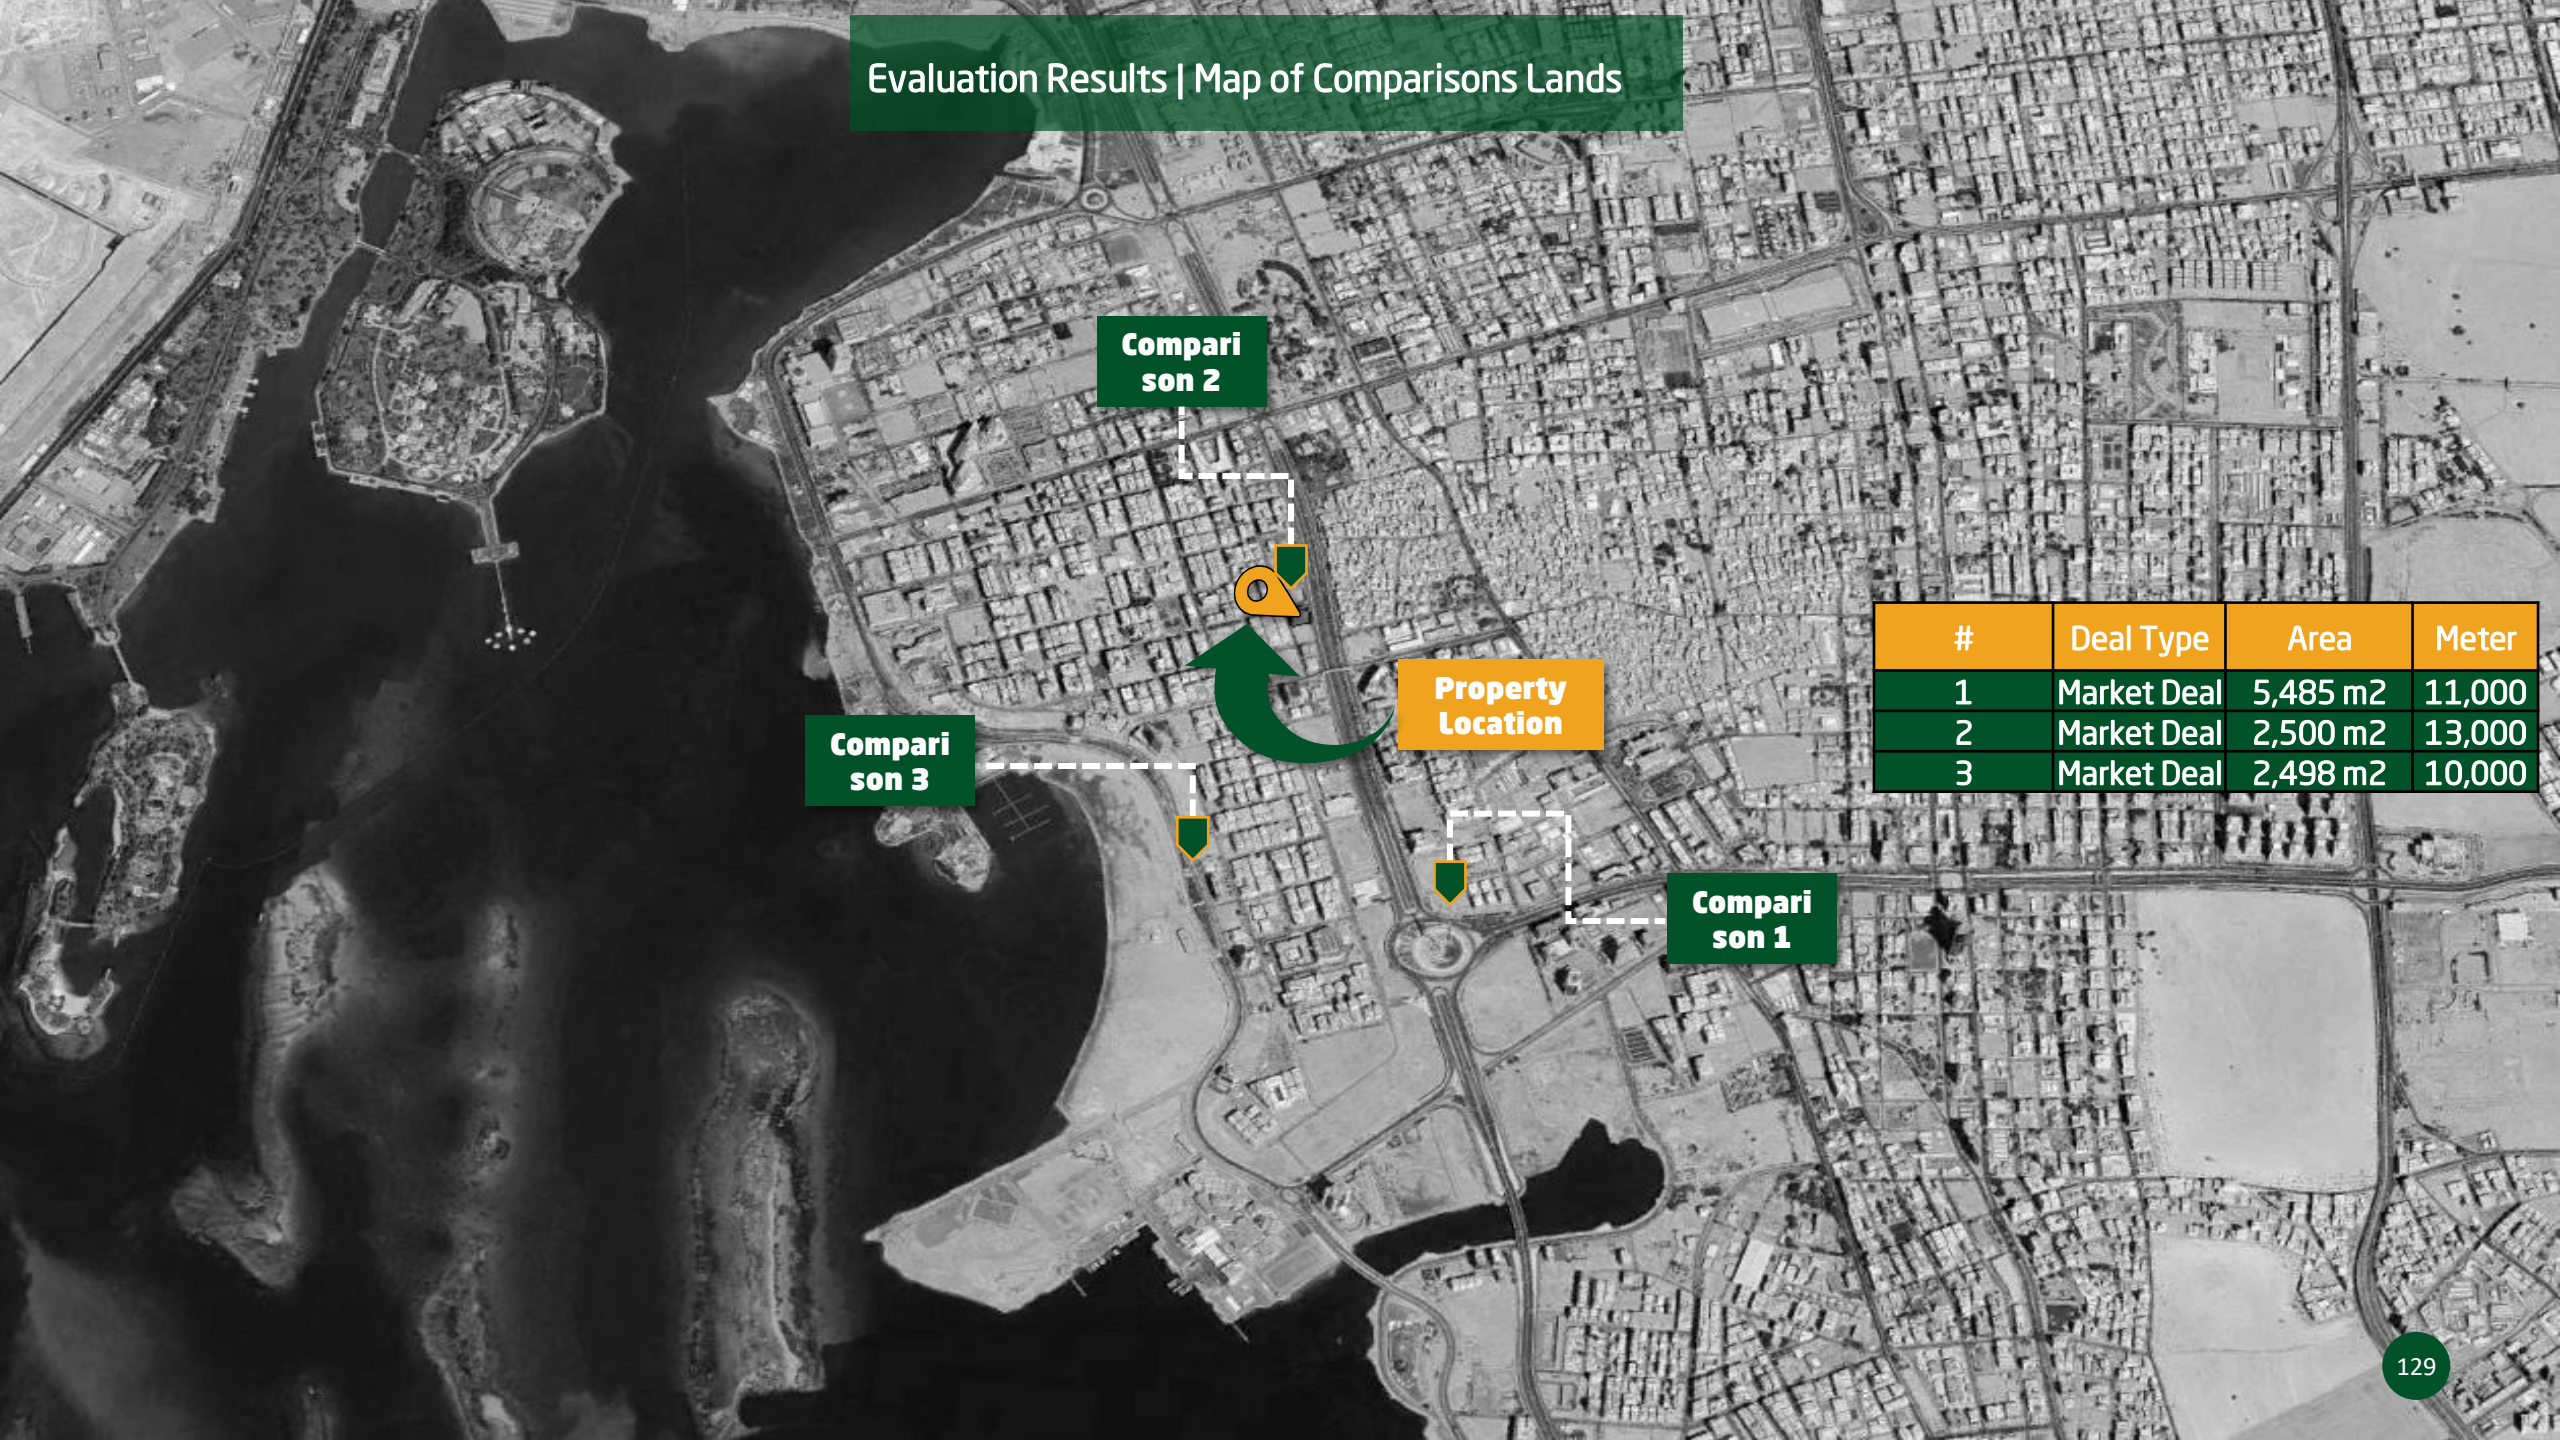 Evaluation Results | Map of Comparisons Lands
Compari
son 2
Property
Location
Compari
son 3
Compari
son 1
# Deal Type Area Meter
1 Market Deal 5,485 m2 11,000
2 Market Deal 2,500 m2 13,000
3 Market Deal 2,498 m2 10,000
129